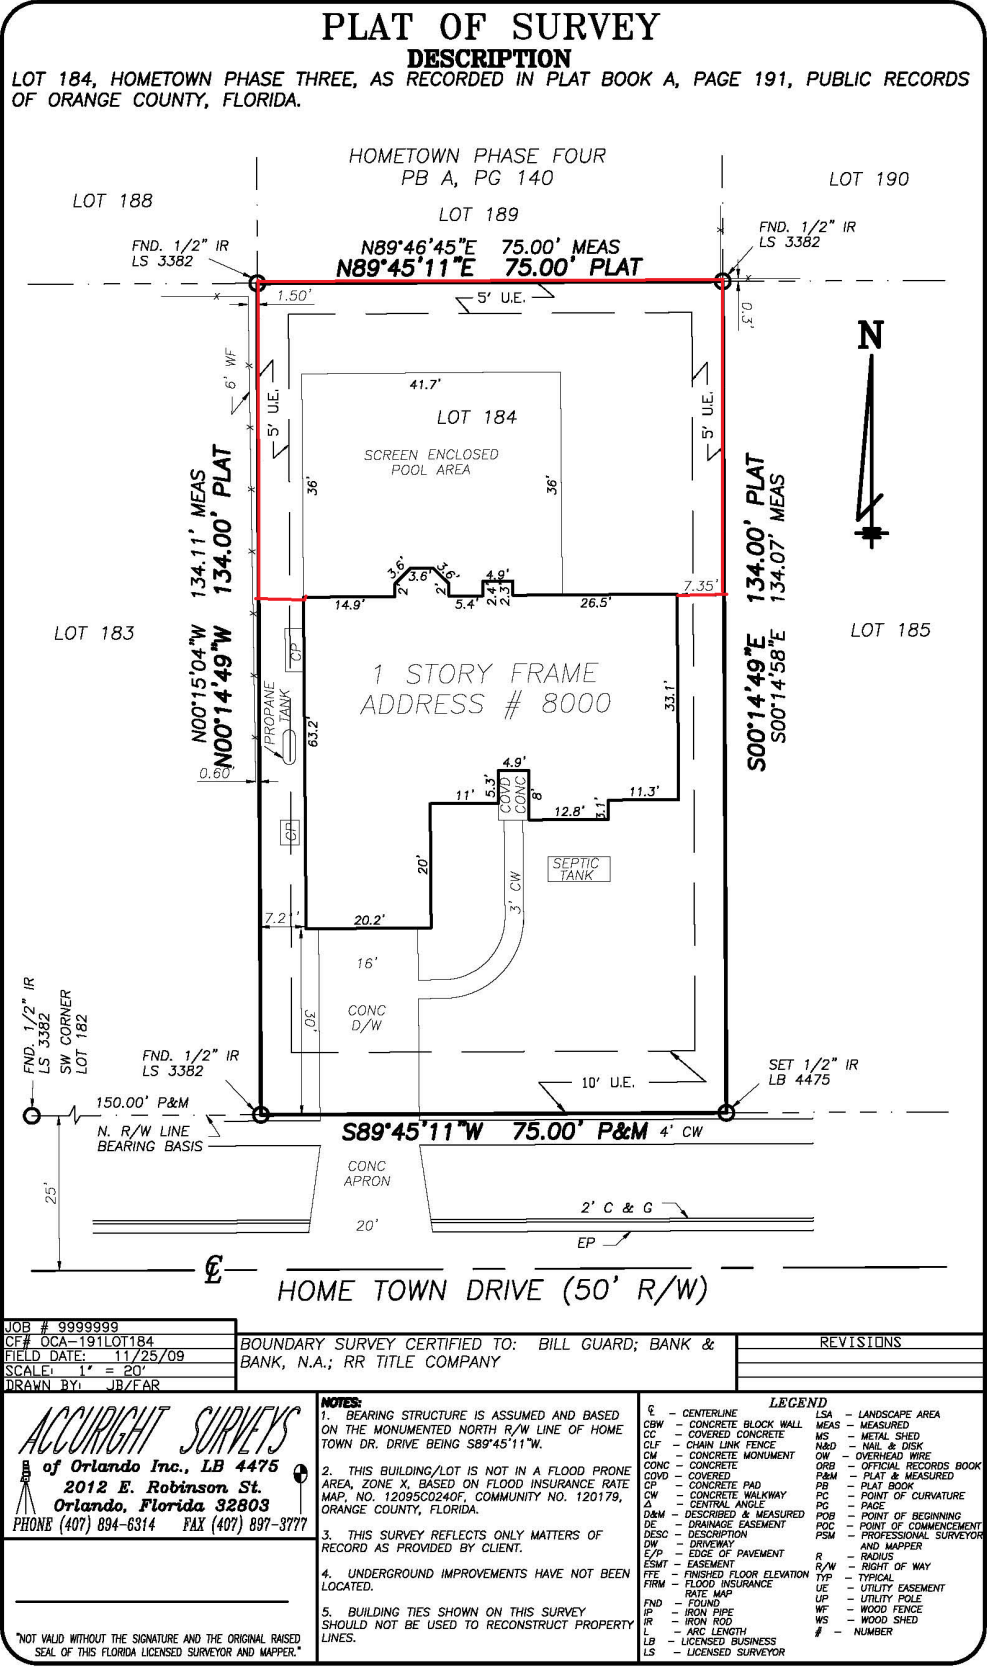 PLAT OF SURVEY
DESCRIPTION
LOT 184, HOMETOWN PHASE THREE, AS RECORDED IN PLAT BOOK A, PAGE 191, PUBLIC RECORDS
OF ORANGE COUNTY, FLORIDA.
HOMETOWN PHASE FOUR
PB A, PG 140
LOT 188
LOT 189
LOT 190
FND. 1/2" IR
LS 3382
N89°46'45"E 75.00' MEAS
N89°45'11"E 75.00' PLAT
FND. 1/2" IR
LS 3382
1.50'
5' U.E.
0.3'
N
6' WF
5' U.E.
41.7'
LOT 184
SCREEN ENCLOSED
POOL AREA
36'
36'
5' U.E.
134.11' MEAS
134.00' PLAT
134.00' PLAT
134.07' MEAS
3.6'
3.6'
3.6'
2'
2'
4.9'
2.4'
2.3'
14.9'
5.4'
26.5'
7.35'
LOT 183
LOT 185
N00°15'04"W
N00°14'49"W
S00°14'49"E
S00°14'58"E
CP
PROPANE
TANK
1 STORY FRAME
ADDRESS # 8000
63.2'
33.1'
0.60'
4.9'
5.3'
COVD
CONC
8'
11'
12.8'
3.1'
11.3'
CP
20'
SEPTIC
TANK
3' CW
7.21'
20.2'
16'
CONC
D/W
30'
FND. 1/2" IR
LS 3382
SW CORNER
LOT 182
FND. 1/2" IR
LS 3382
SET 1/2" IR
LB 4475
10' U.E.
150.00' P&M
N. R/W LINE
BEARING BASIS
S89°45'11"W 75.00' P&M 4' CW
25'
CONC
APRON
20'
2' C & G
EP
℄
HOME TOWN DRIVE (50' R/W)
JOB # 9999999
CF# OCA-191LOT184
FIELD DATE: 11/25/09
SCALE: 1" = 20'
DRAWN BY: JB/FAR
BOUNDARY SURVEY CERTIFIED TO: BILL GUARD; BANK &
BANK, N.A.; RR TITLE COMPANY
REVISIONS
ACCURIGHT SURVEYS
of Orlando Inc., LB 4475
2012 E. Robinson St.
Orlando, Florida 32803
PHONE (407) 894-6314 FAX (407) 897-3777
"NOT VALID WITHOUT THE SIGNATURE AND THE ORIGINAL RAISED
SEAL OF THIS FLORIDA LICENSED SURVEYOR AND MAPPER."
NOTES:
1. BEARING STRUCTURE IS ASSUMED AND BASED
ON THE MONUMENTED NORTH R/W LINE OF HOME
TOWN DR. DRIVE BEING S89°45'11"W.
2. THIS BUILDING/LOT IS NOT IN A FLOOD PRONE
AREA, ZONE X, BASED ON FLOOD INSURANCE RATE
MAP, NO. 12095C0240F, COMMUNITY NO. 120179,
ORANGE COUNTY, FLORIDA.
3. THIS SURVEY REFLECTS ONLY MATTERS OF
RECORD AS PROVIDED BY CLIENT.
4. UNDERGROUND IMPROVEMENTS HAVE NOT BEEN
LOCATED.
5. BUILDING TIES SHOWN ON THIS SURVEY
SHOULD NOT BE USED TO RECONSTRUCT PROPERTY
LINES.
LEGEND
℄ - CENTERLINE
CBW - CONCRETE BLOCK WALL
CC - COVERED CONCRETE
CLF - CHAIN LINK FENCE
CM - CONCRETE MONUMENT
CONC - CONCRETE
COVD - COVERED
CP - CONCRETE PAD
CW - CONCRETE WALKWAY
Δ - CENTRAL ANGLE
D&M - DESCRIBED & MEASURED
DE - DRAINAGE EASEMENT
DESC - DESCRIPTION
DW - DRIVEWAY
E/P - EDGE OF PAVEMENT
ESMT - EASEMENT
FFE - FINISHED FLOOR ELEVATION
FIRM - FLOOD INSURANCE
RATE MAP
FND - FOUND
IP - IRON PIPE
IR - IRON ROD
L - ARC LENGTH
LB - LICENSED BUSINESS
LS - LICENSED SURVEYOR
LSA - LANDSCAPE AREA
MEAS - MEASURED
MS - METAL SHED
N&D - NAIL & DISK
OW - OVERHEAD WIRE
ORB - OFFICIAL RECORDS BOOK
P&M - PLAT & MEASURED
PB - PLAT BOOK
PC - POINT OF CURVATURE
PG - PAGE
POB - POINT OF BEGINNING
POC - POINT OF COMMENCEMENT
PSM - PROFESSIONAL SURVEYOR
AND MAPPER
R - RADIUS
R/W - RIGHT OF WAY
TYP - TYPICAL
UE - UTILITY EASEMENT
UP - UTILITY POLE
WF - WOOD FENCE
WS - WOOD SHED
# - NUMBER